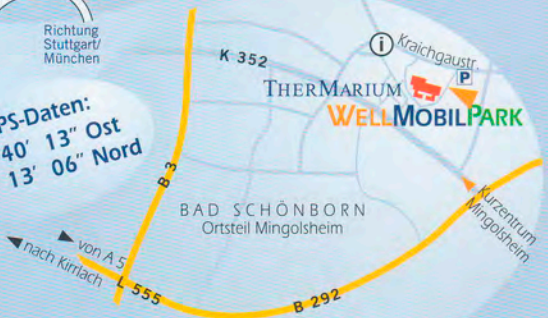 Richtung
Stuttgart/
München
K 352
i
Kraichgaustr.
P
THERMARIUM
WELLMOBILPARK
PS-Daten:
40' 13" Ost
13' 06" Nord
B 3
BAD SCHÖNBORN
Ortsteil Mingolsheim
Kurzentrum
Mingolsheim
von A 5
nach Kirrlach
L 555
B 292